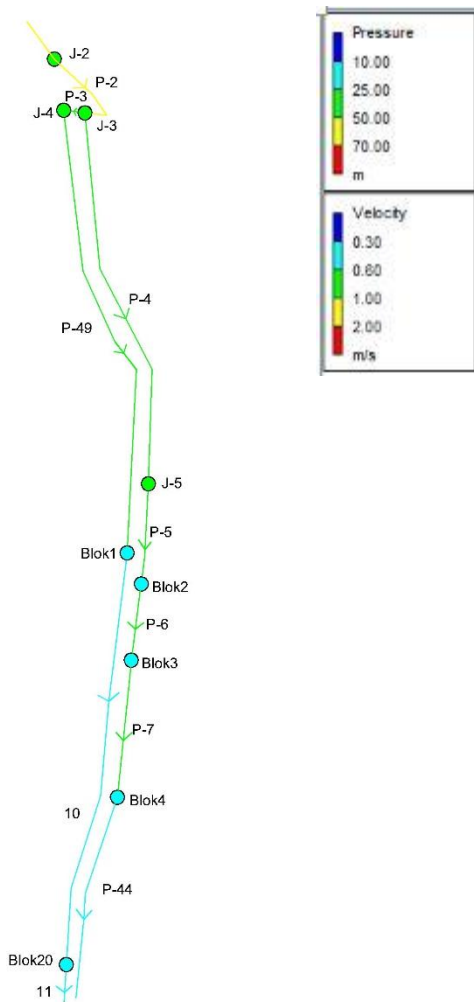 J-2
P-2
P-3
J-4
J-3
P-4
P-49
J-5
P-5
Blok1
Blok2
P-6
Blok3
P-7
Blok4
10
P-44
Blok20
11
Pressure
10.00
25.00
50.00
70.00
m
Velocity
0.30
0.60
1.00
2.00
m/s